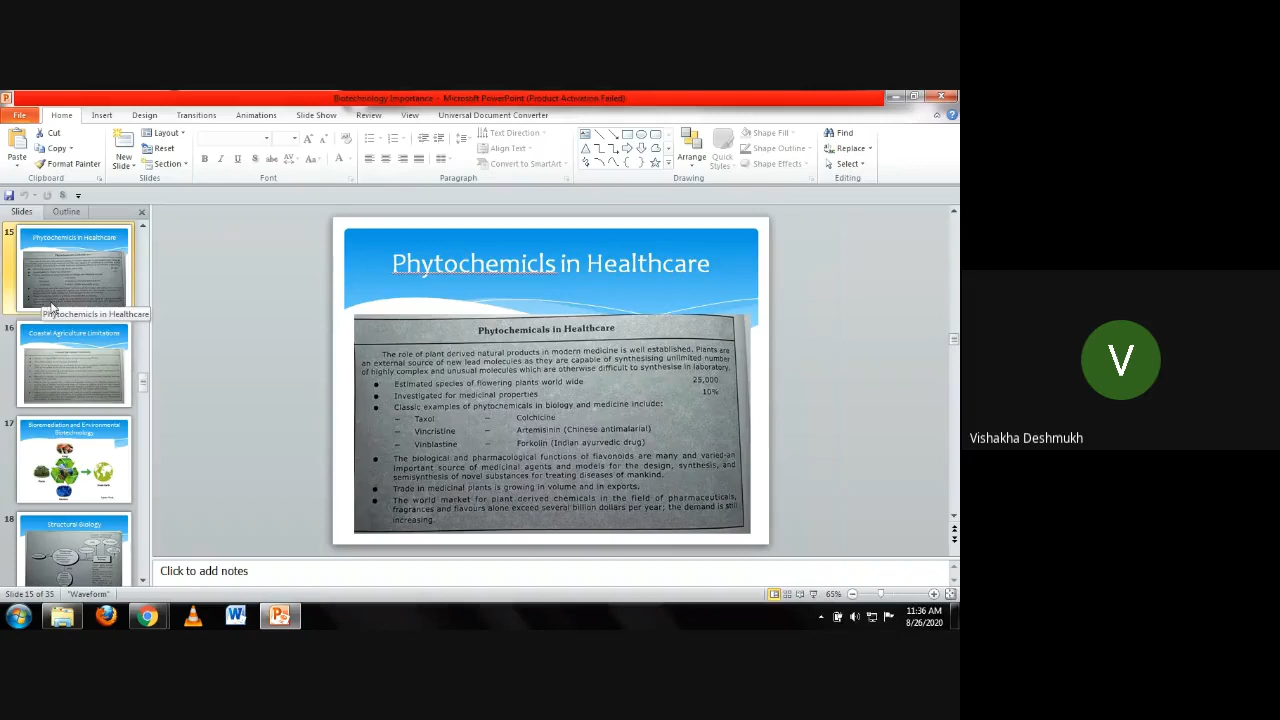 Biotechnology Importance - Microsoft PowerPoint (Product Activation Failed)
File Home Insert Design Transitions Animations Slide Show Review View Universal Document Converter
Paste
Cut
Copy
Format Painter
Clipboard
New
Slide
Layout
Reset
Section
Slides
Font
Text Direction
Align Text
Convert to SmartArt
Paragraph
Arrange
Quick
Styles
Shape Fill
Shape Outline
Shape Effects
Drawing
Find
Replace
Select
Editing
Slides Outline
15
Phytochemicls in Healthcare
Phytochemicls in Healthcare
16
Coastal Agriculture Limitations
17
Bioremediation and Environmental
Biotechnology
18
Structural Biology
Phytochemicls in Healthcare
Phytochemicals in Healthcare
The role of plant derived natural products in modern medicine is well established. Plants are
an external source of new lead molecules as they are capable of synthesising unlimited number
of highly complex and unusual molecules which are otherwise difficult to synthesise in laboratory.
● Estimated species of flowering plants world wide 25,000
● Investigated for medicinal properties 10%
● Classic examples of phytochemicals in biology and medicine include:
– Taxol – Colchicine
– Vincristine – Artemisinin (Chinese antimalarial)
– Vinblastine – Forkolin (Indian ayurvedic drug)
● The biological and pharmacological functions of flavonoids are many and varied-an
important source of medicinal agents and models for the design, synthesis, and
semisynthesis of novel substances for treating diseases of mankind.
● Trade in medicinal plants is growing in volume and in exports.
● The world market for plant derived chemicals in the field of pharmaceuticals,
fragrances and flavours alone exceed several billion dollars per year; the demand is still
increasing.
Click to add notes
Slide 15 of 35 "Waveform" 65%
11:36 AM
8/26/2020
V
Vishakha Deshmukh